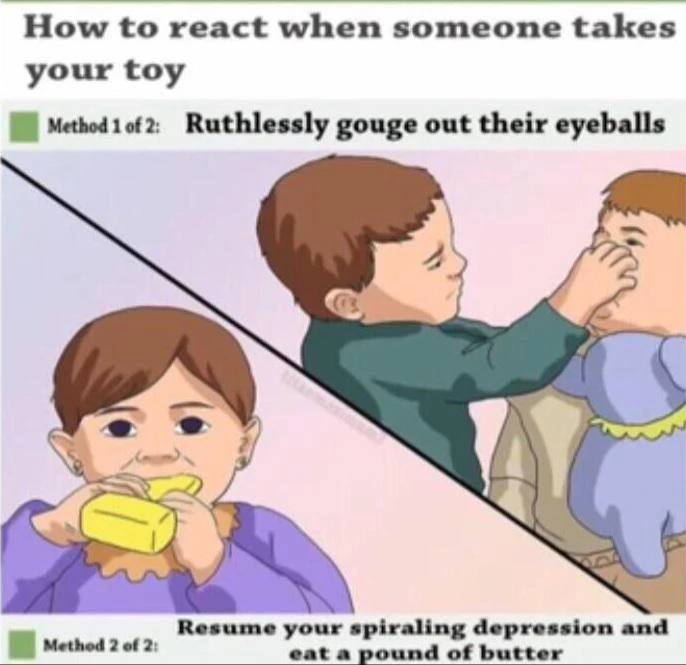 How to react when someone takes
your toy
Method 1 of 2: Ruthlessly gouge out their eyeballs
Method 2 of 2: Resume your spiraling depression and
eat a pound of butter